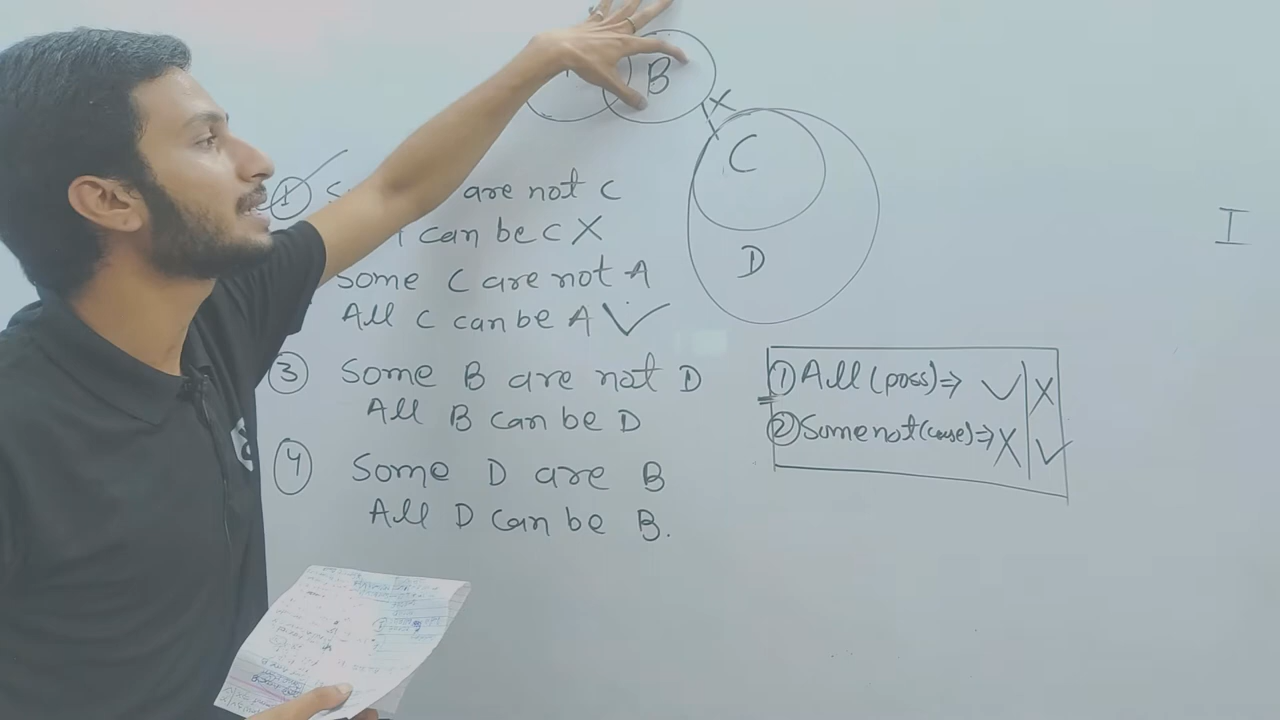 B
X
C
D
I
① are not C
can be C X
Some C are not A
All C can be A ✓
③ Some B are not D
All B can be D
④ Some D are B
All D can be B.
① All (poss) ⇒ ✓ | X
② Some not (case) ⇒ X | ✓